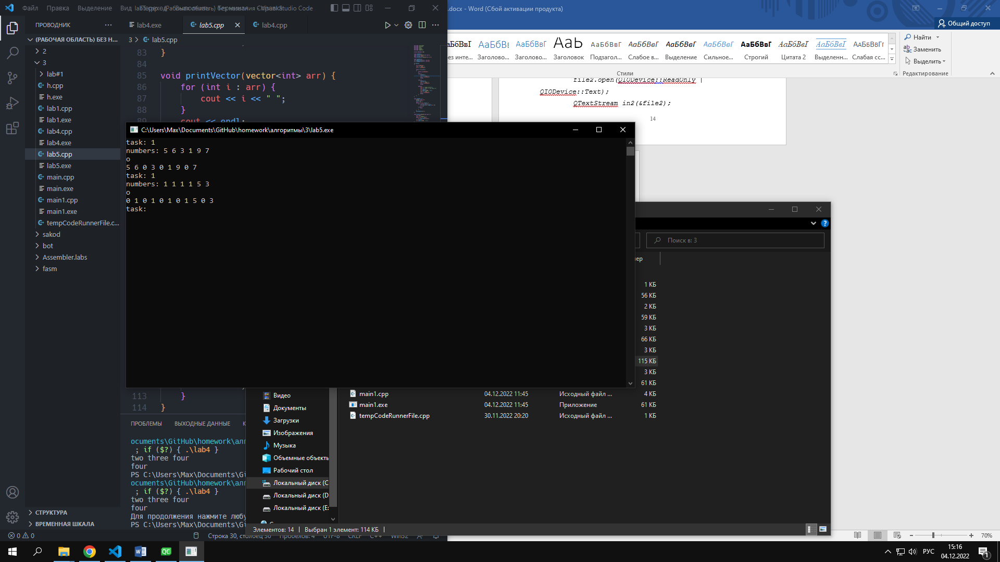 Файл Правка Выделение Вид
ПРОВОДНИК
(РАБОЧАЯ ОБЛАСТЬ) БЕЗ Н...
2
3
lab#1
h.cpp
h.exe
lab1.cpp
lab1.exe
lab4.cpp
lab4.exe
lab5.cpp
lab5.exe
main.cpp
main.exe
main1.cpp
main1.exe
tempCodeRunnerFile.c...
sakod
bot
Assembler.labs
fasm
СТРУКТУРА
ВРЕМЕННАЯ ШКАЛА
0 0
lab4.exe lab5.cpp lab4.cpp
3 > lab5.cpp
83 }
84
85 void printVector(vector<int> arr) {
86 for (int i : arr) {
87 cout << i << " ";
88 }
89 cout << endl;
113 }
114 }
ПРОБЛЕМЫ ВЫХОДНЫЕ ДАННЫЕ
ocuments\GitHub\homework\алг
; if ($?) { .\lab4 }
two three four
four
PS C:\Users\Max\Documents\Gi
ocuments\GitHub\homework\алг
; if ($?) { .\lab4 }
two three four
four
Для продолжения нажмите любу
PS C:\Users\Max\Documents\Gi
Строка 30, столбец 30 Пробелов: 4 UTF-8 CRLF C++ Win32
C:\Users\Max\Documents\GitHub\homework\алгоритмы\3\lab5.exe
task: 1
numbers: 5 6 3 1 9 7
o
5 6 0 3 0 1 9 0 7
task: 1
numbers: 1 1 1 1 5 3
o
0 1 0 1 0 1 0 1 5 0 3
task:
.docx - Word (Сбой активации продукта)
Общий доступ
АаБбВвГ АаБбВвГ АаБбВвГ АаБбВвГ АаБбВвГ АаБбВвГ АаБбВвГ АаБбВвГ АаБбВвГ
Заголово... Заголово... Заголовок Подзагол... Слабое в... Выделение Сильное... Строгий Цитата 2 Выделенн... Слабая сс...
Стили
Найти
Заменить
Выделить
Редактирование
file2.open(QIODevice::ReadOnly |
QIODevice::Text);
QTextStream in2(&file2);
14
70%
Поиск в: 3
1 КБ
56 КБ
2 КБ
59 КБ
3 КБ
66 КБ
3 КБ
115 КБ
3 КБ
61 КБ
main1.cpp 04.12.2022 11:45 Исходный файл ... 4 КБ
main1.exe 04.12.2022 11:45 Приложение 61 КБ
tempCodeRunnerFile.cpp 30.11.2022 20:20 Исходный файл ... 1 КБ
Видео
Документы
Загрузки
Изображения
Музыка
Объемные объекты
Рабочий стол
Локальный диск (C
Локальный диск (D
Локальный диск (E:
Элементов: 14 Выбран 1 элемент: 114 КБ
QC
РУС
15:16
04.12.2022
1